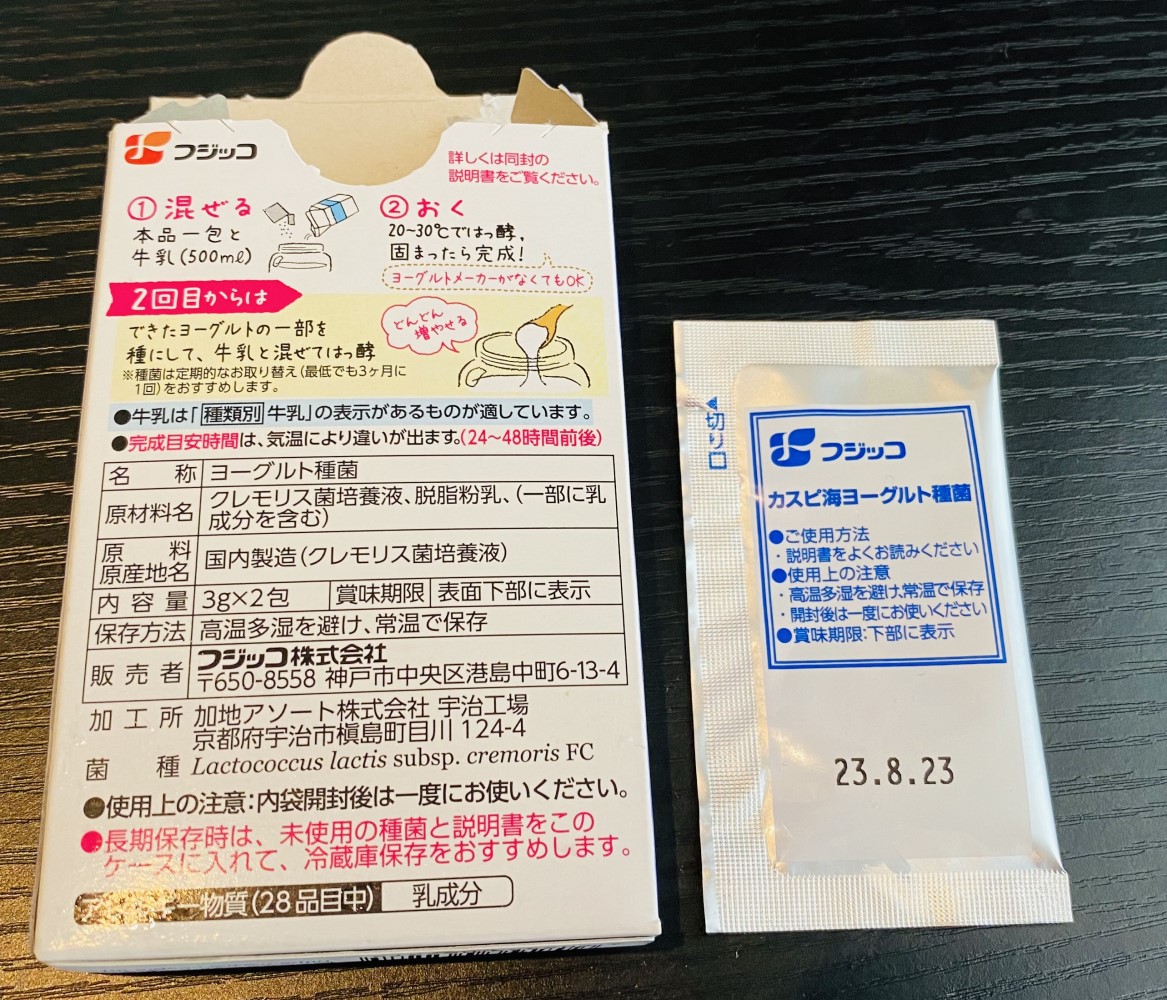 フジッコ
詳しくは同封の
説明書をご覧ください。
① 混ぜる
本品一包と
牛乳(500mℓ)
② おく
20~30℃ではっ酵,
固まったら完成!
ヨーグルトメーカーがなくてもOK
2回目からは
できたヨーグルトの一部を
種にして、牛乳と混ぜてはっ酵
※種菌は定期的なお取り替え(最低でも3ヶ月に
1回)をおすすめします。
どんどん
増やせる
●牛乳は「種類別 牛乳」の表示があるものが適しています。
●完成目安時間は、気温により違いが出ます。(24~48時間前後)
名称 ヨーグルト種菌
原材料名 クレモリス菌培養液、脱脂粉乳、(一部に乳
成分を含む)
原料
原産地名 国内製造(クレモリス菌培養液)
内容量 3g×2包 賞味期限 表面下部に表示
保存方法 高温多湿を避け、常温で保存
販売者 フジッコ株式会社
〒650-8558 神戸市中央区港島中町6-13-4
加工所 加地アソート株式会社 宇治工場
京都府宇治市槇島町目川 124-4
菌種 Lactococcus lactis subsp. cremoris FC
●使用上の注意:内袋開封後は一度にお使いください。
●長期保存時は、未使用の種菌と説明書をこの
ケースに入れて、冷蔵庫保存をおすすめします。
物質(28品目中) 乳成分
切り口
フジッコ
カスピ海ヨーグルト種菌
●ご使用方法
・説明書をよくお読みください
●使用上の注意
・高温多湿を避け、常温で保存
・開封後は一度にお使いください
●賞味期限:下部に表示
23.8.23